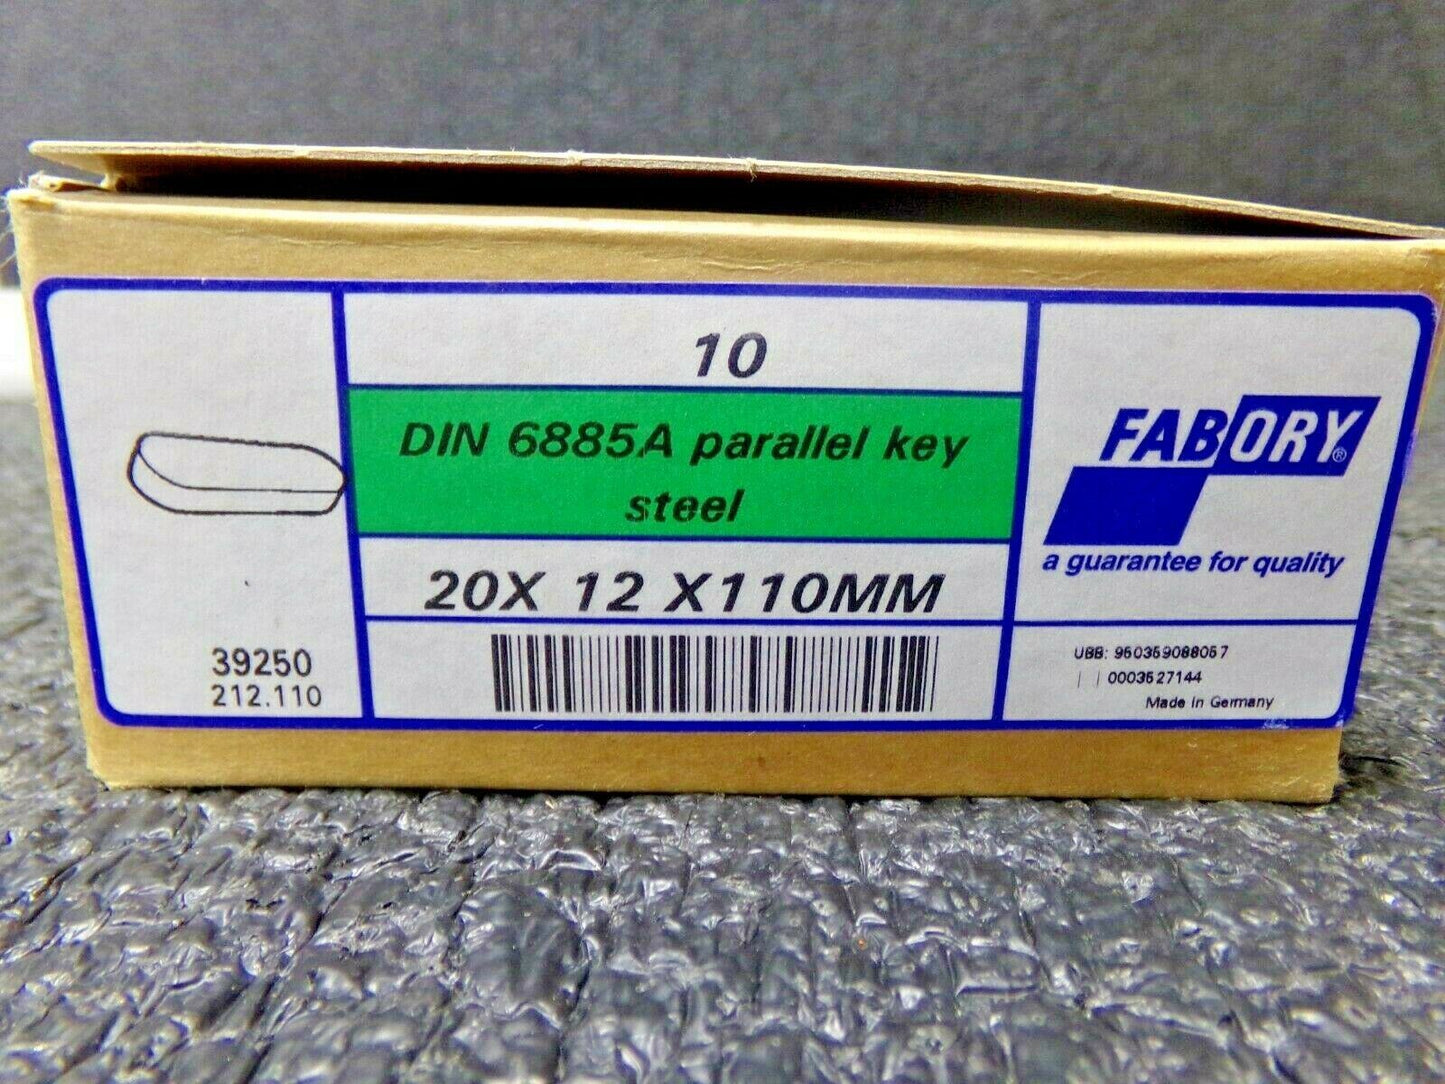 10
DIN 6885A parallel key
steel
20X 12 X110MM
39250
212.110
FABORY®
a guarantee for quality
UBB: 950359088057
0003527144
Made in Germany